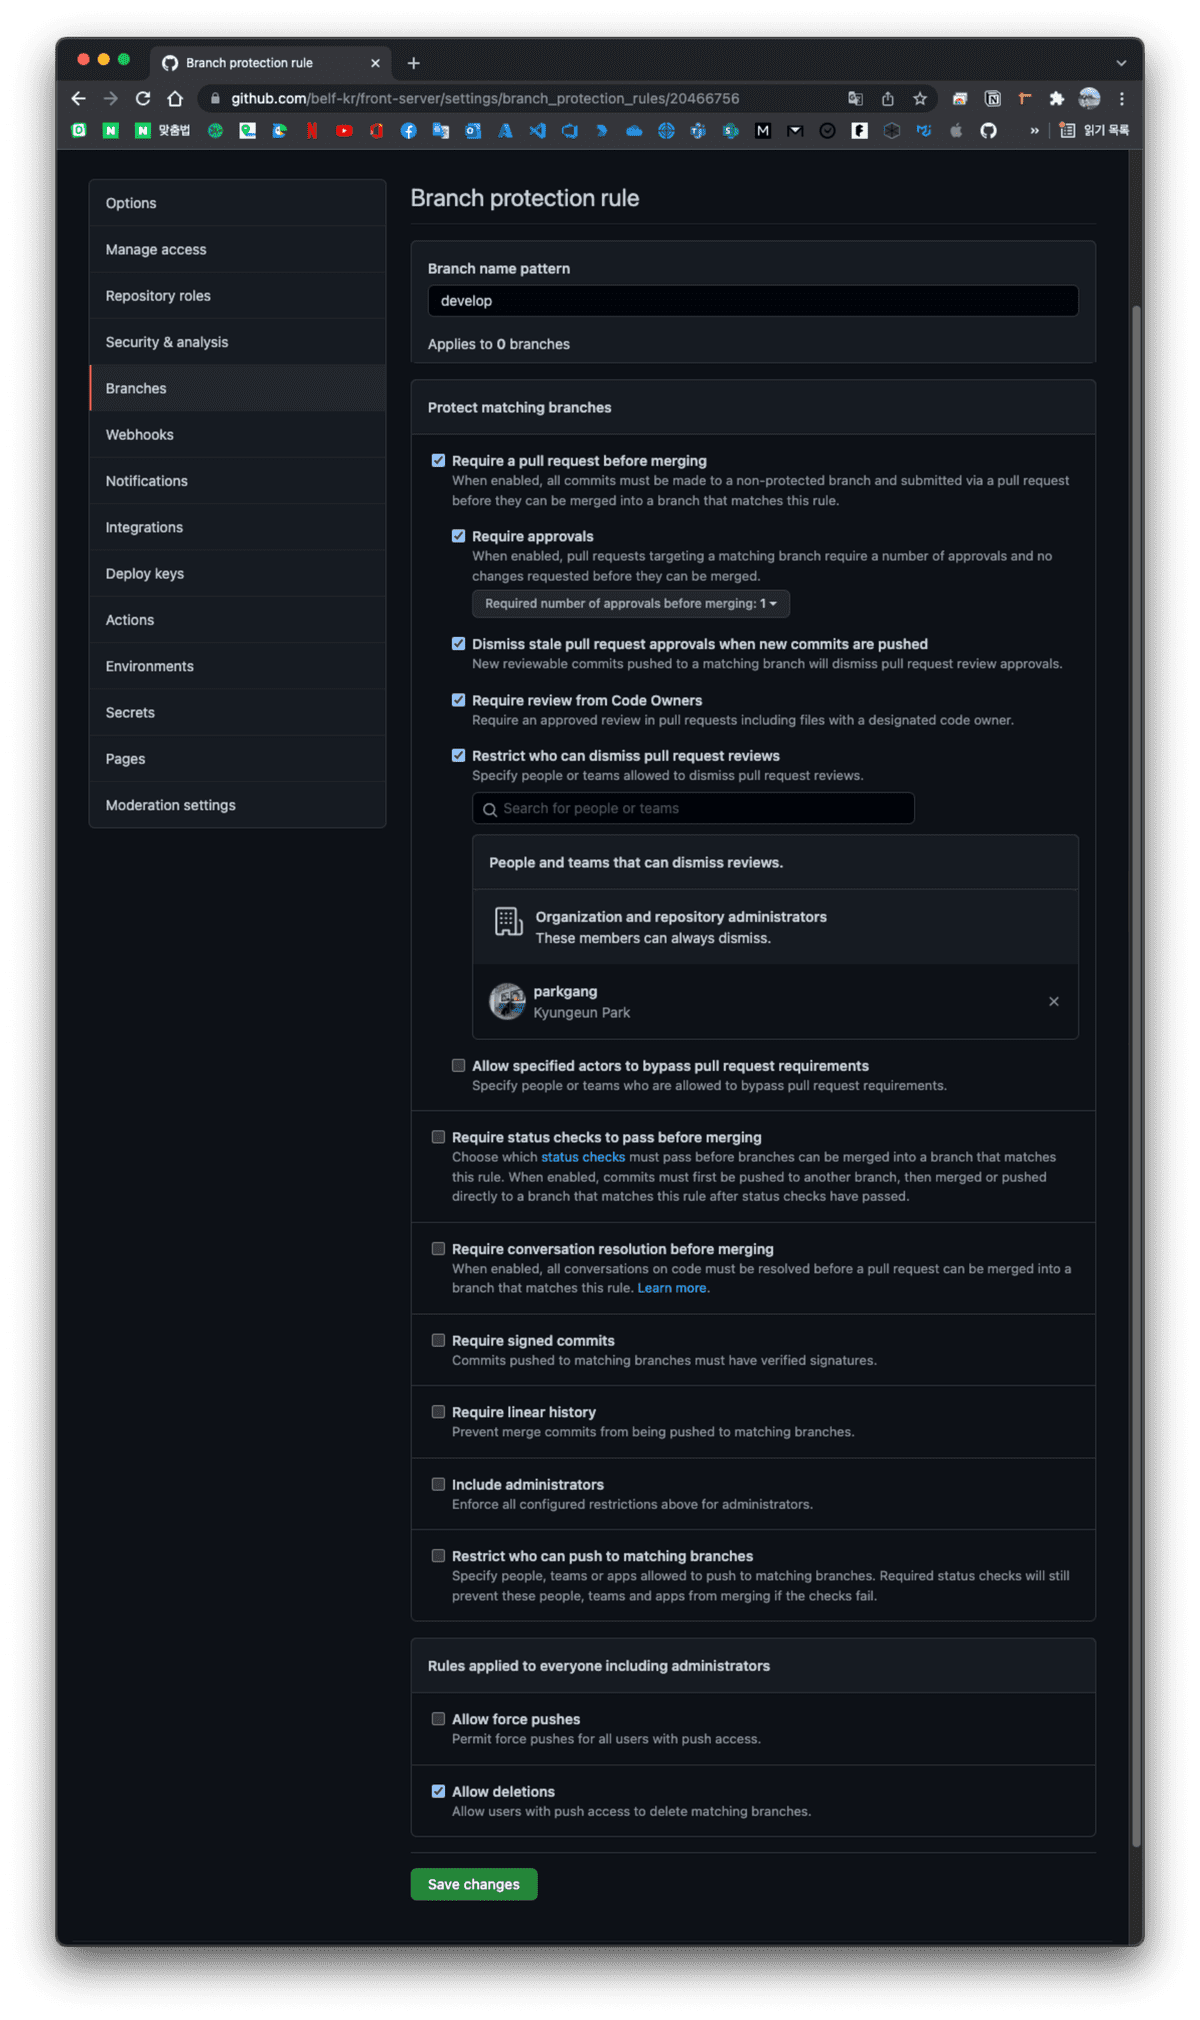 Branch protection rule
github.com/belf-kr/front-server/settings/branch_protection_rules/20466756
맞춤법
읽기 목록
Options
Manage access
Repository roles
Security & analysis
Branches
Webhooks
Notifications
Integrations
Deploy keys
Actions
Environments
Secrets
Pages
Moderation settings
Branch protection rule
Branch name pattern
develop
Applies to 0 branches
Protect matching branches
Require a pull request before merging
When enabled, all commits must be made to a non-protected branch and submitted via a pull request
before they can be merged into a branch that matches this rule.
Require approvals
When enabled, pull requests targeting a matching branch require a number of approvals and no
changes requested before they can be merged.
Required number of approvals before merging: 1
Dismiss stale pull request approvals when new commits are pushed
New reviewable commits pushed to a matching branch will dismiss pull request review approvals.
Require review from Code Owners
Require an approved review in pull requests including files with a designated code owner.
Restrict who can dismiss pull request reviews
Specify people or teams allowed to dismiss pull request reviews.
Search for people or teams
People and teams that can dismiss reviews.
Organization and repository administrators
These members can always dismiss.
parkgang
Kyungeun Park
Allow specified actors to bypass pull request requirements
Specify people or teams who are allowed to bypass pull request requirements.
Require status checks to pass before merging
Choose which status checks must pass before branches can be merged into a branch that matches
this rule. When enabled, commits must first be pushed to another branch, then merged or pushed
directly to a branch that matches this rule after status checks have passed.
Require conversation resolution before merging
When enabled, all conversations on code must be resolved before a pull request can be merged into a
branch that matches this rule. Learn more.
Require signed commits
Commits pushed to matching branches must have verified signatures.
Require linear history
Prevent merge commits from being pushed to matching branches.
Include administrators
Enforce all configured restrictions above for administrators.
Restrict who can push to matching branches
Specify people, teams or apps allowed to push to matching branches. Required status checks will still
prevent these people, teams and apps from merging if the checks fail.
Rules applied to everyone including administrators
Allow force pushes
Permit force pushes for all users with push access.
Allow deletions
Allow users with push access to delete matching branches.
Save changes